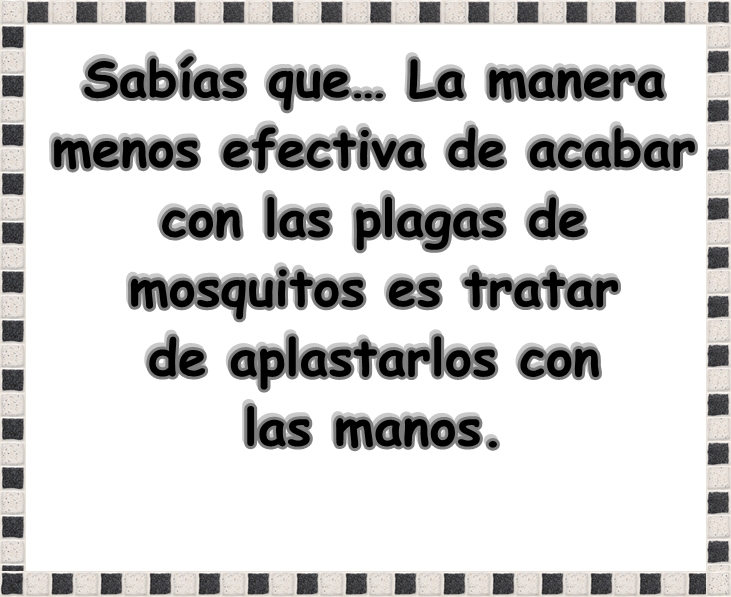 Sabías que... La manera
menos efectiva de acabar
con las plagas de
mosquitos es tratar
de aplastarlos con
las manos.